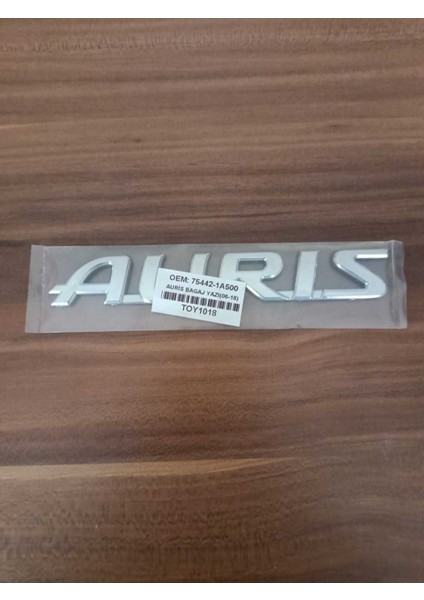 AURIS
OEM: 75442-1A500
AURIS BAGAJ YAZI(06-18)
TOY1018